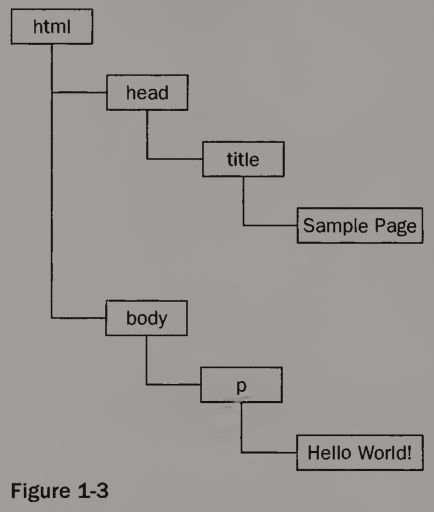 html
head
title
Sample Page
body
p
Hello World!
Figure 1-3